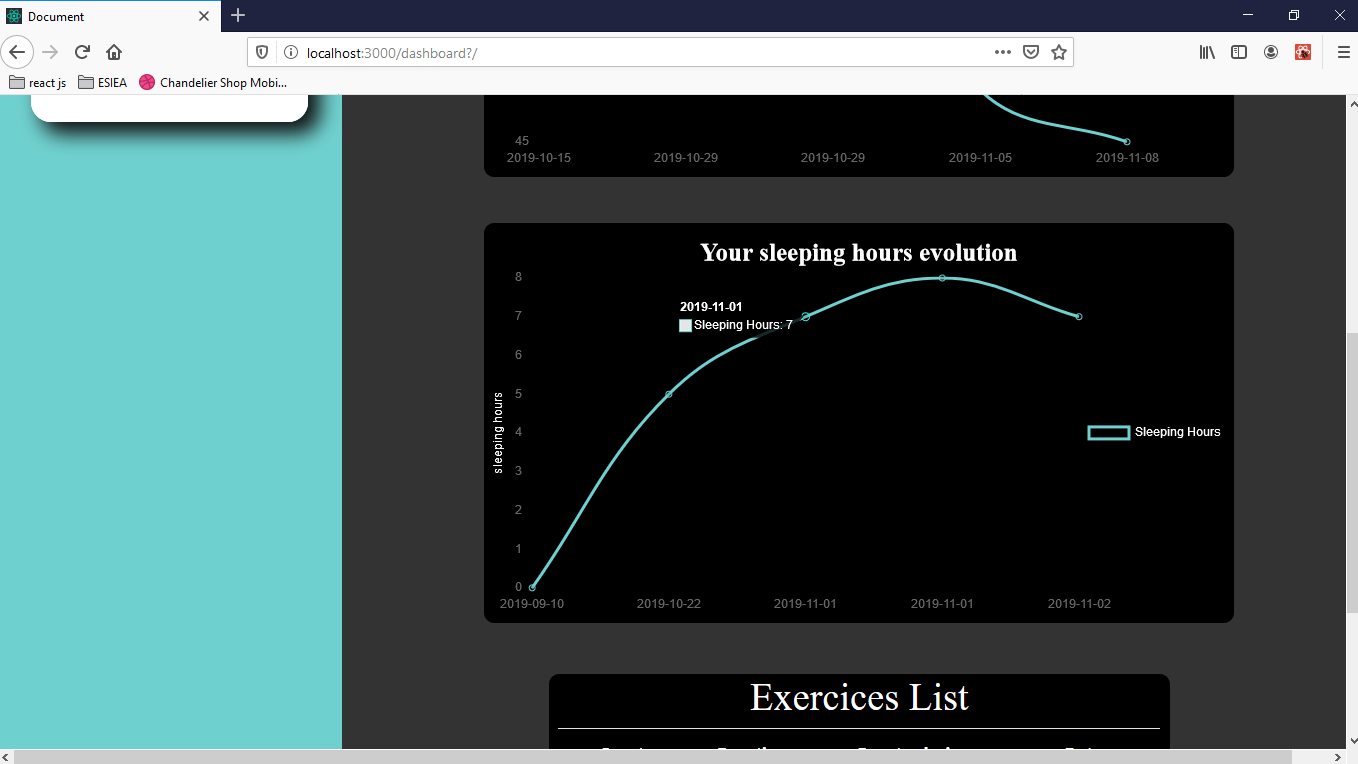 Document
localhost:3000/dashboard?/
react js ESIEA Chandelier Shop Mobi...
45
2019-10-15 2019-10-29 2019-10-29 2019-11-05 2019-11-08
Your sleeping hours evolution
8
2019-11-01
7
Sleeping Hours: 7
6
5
sleeping hours
4
Sleeping Hours
3
2
1
0
2019-09-10 2019-10-22 2019-11-01 2019-11-01 2019-11-02
Exercices List